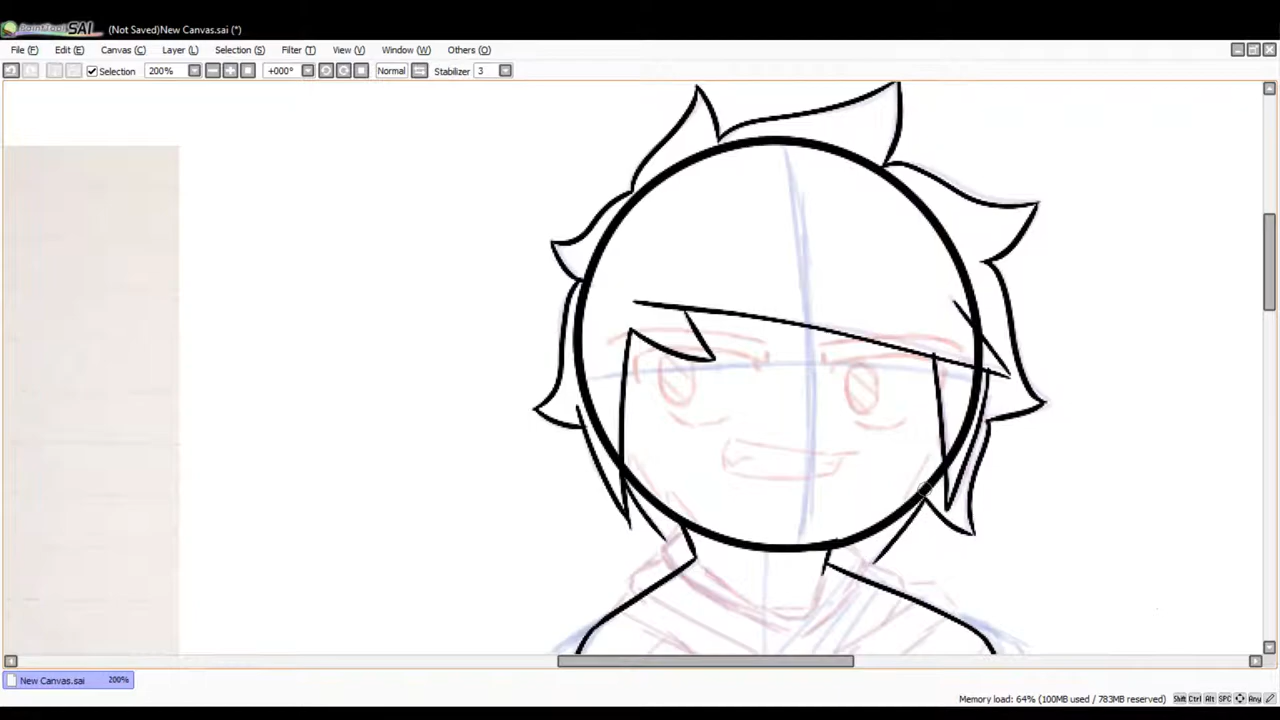 PaintTool SAI (Not Saved)New Canvas.sai (*)
File (F) Edit (E) Canvas (C) Layer (L) Selection (S) Filter (T) View (V) Window (W) Others (O)
Selection 200% +000° Normal Stabilizer 3
New Canvas.sai 200%
Memory load: 64% (100MB used / 783MB reserved) Shift Ctrl Alt SPC Any